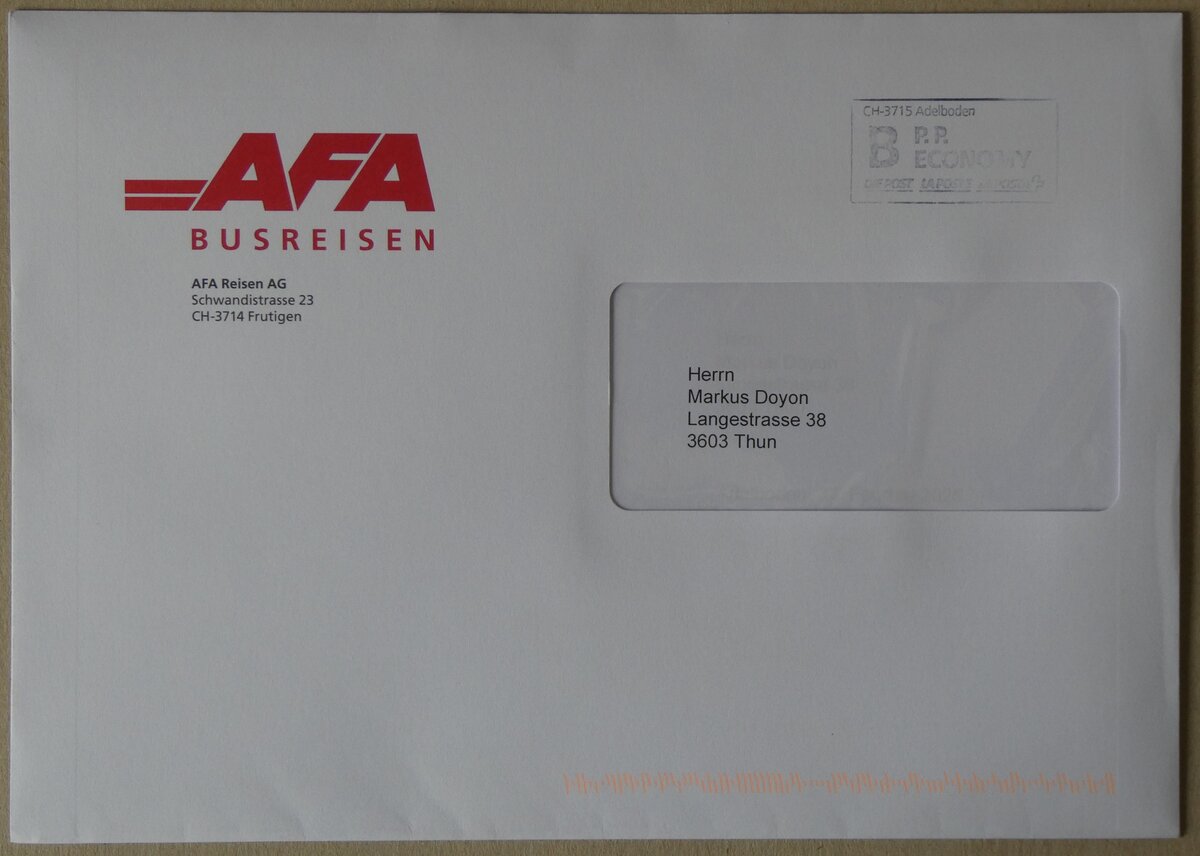 AFA
BUSREISEN
AFA Reisen AG
Schwandistrasse 23
CH-3714 Frutigen
CH-3715 Adelboden
B P.P.
ECONOMY
DIE POST LA POSTE LA POSTA
Herrn
Markus Doyon
Langestrasse 38
3603 Thun